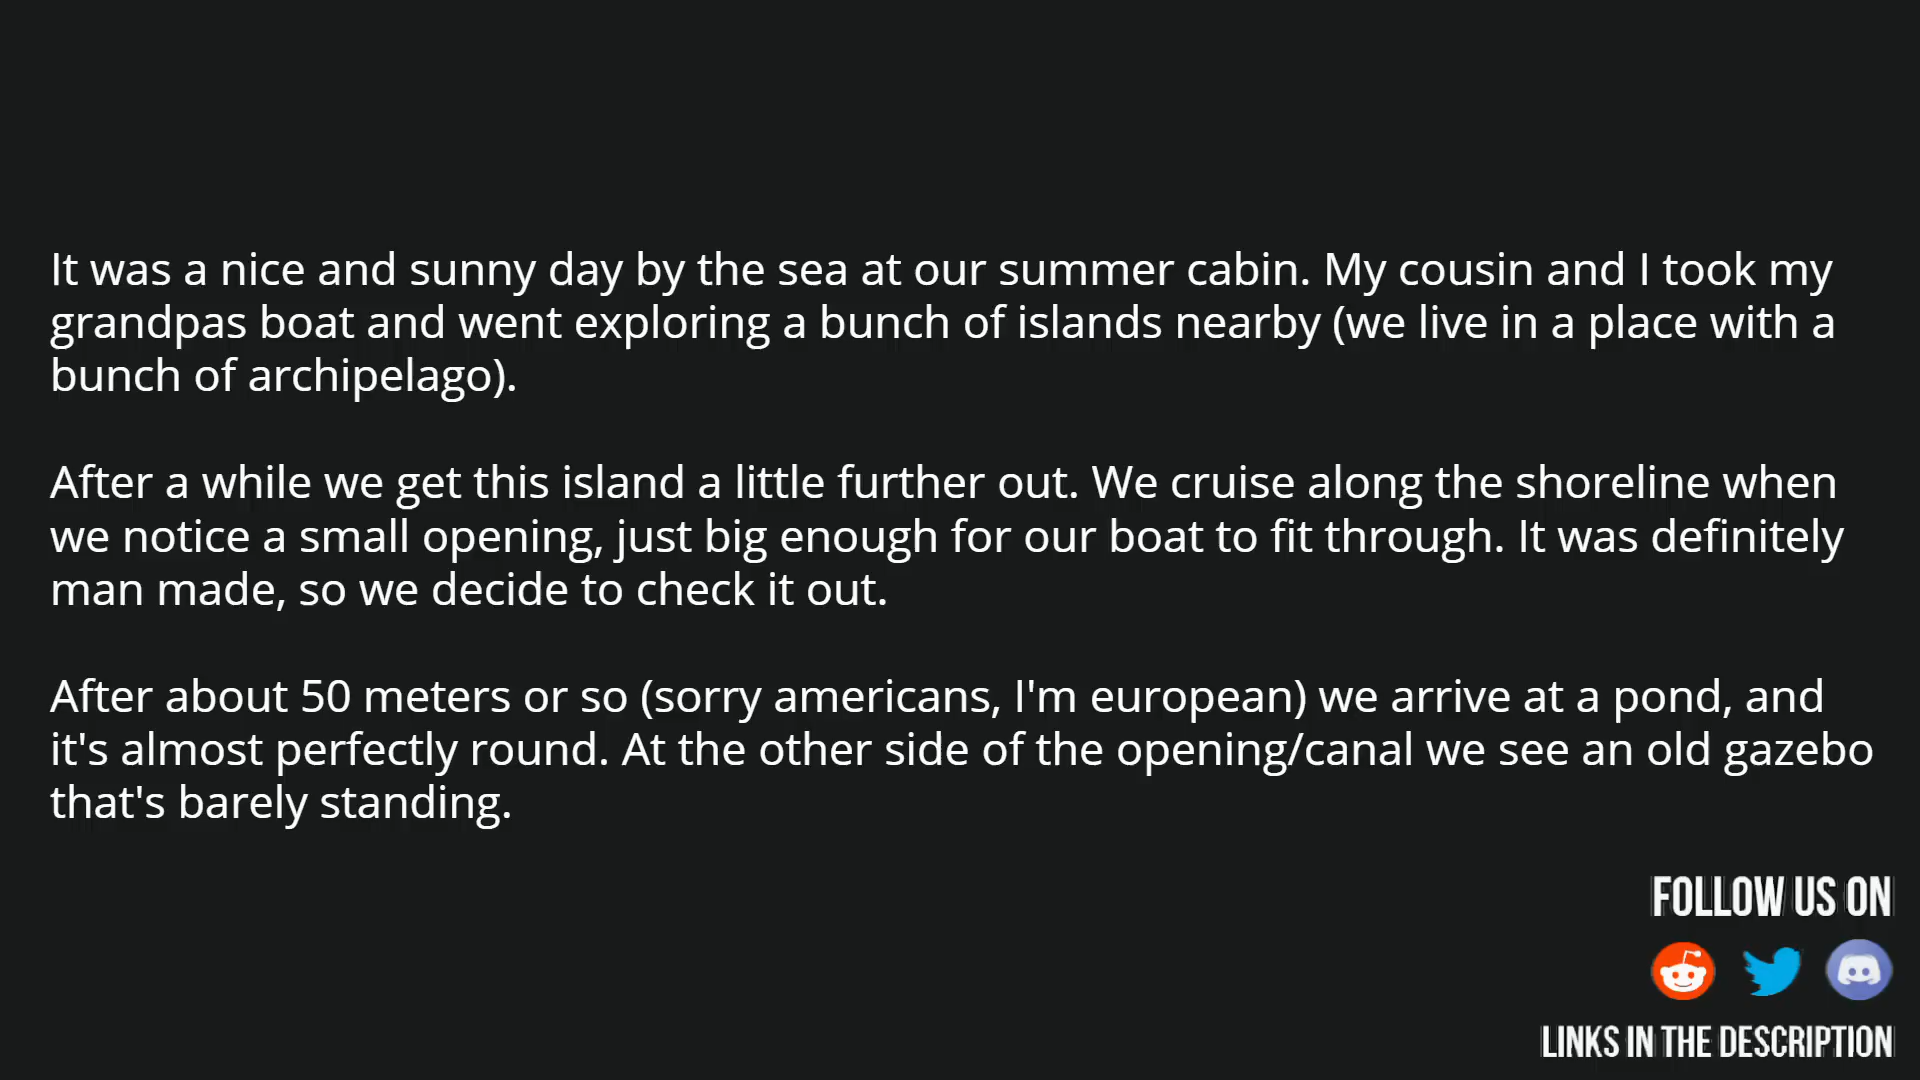 It was a nice and sunny day by the sea at our summer cabin. My cousin and I took my
grandpas boat and went exploring a bunch of islands nearby (we live in a place with a
bunch of archipelago).
After a while we get this island a little further out. We cruise along the shoreline when
we notice a small opening, just big enough for our boat to fit through. It was definitely
man made, so we decide to check it out.
After about 50 meters or so (sorry americans, I'm european) we arrive at a pond, and
it's almost perfectly round. At the other side of the opening/canal we see an old gazebo
that's barely standing.
FOLLOW US ON
LINKS IN THE DESCRIPTION